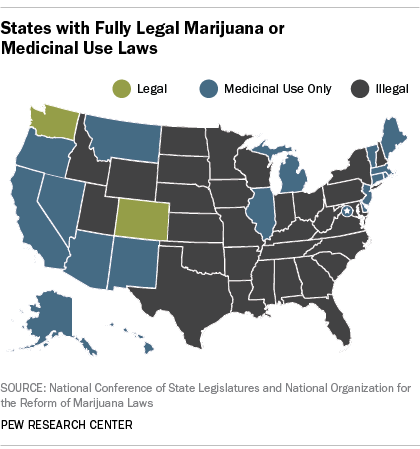 States with Fully Legal Marijuana or
Medicinal Use Laws
Legal
Medicinal Use Only
Illegal
SOURCE: National Conference of State Legislatures and National Organization for
the Reform of Marijuana Laws
PEW RESEARCH CENTER